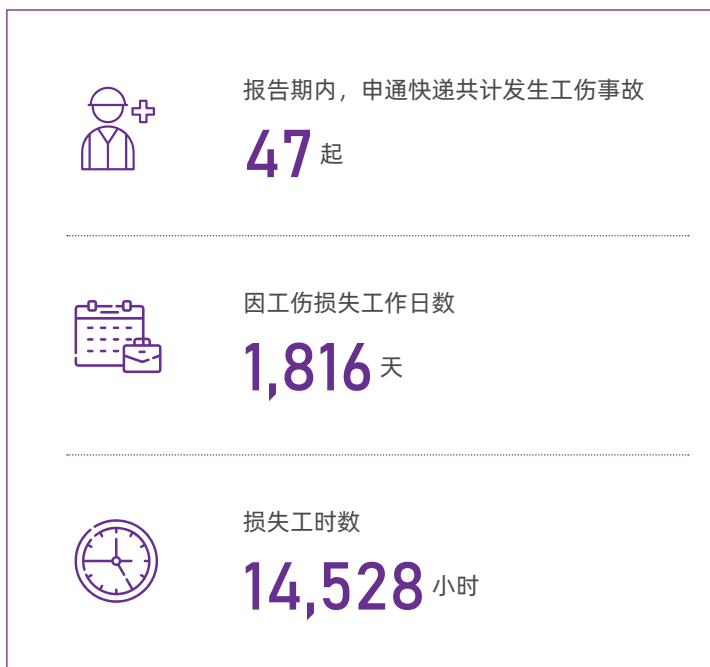 报告期内，申通快递共计发生工伤事故
47 起
因工伤损失工作日数
1,816 天
损失工时数
14,528 小时